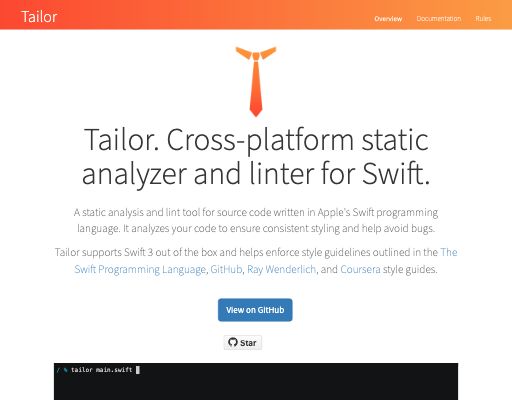 Tailor
Overview Documentation Rules
Tailor. Cross-platform static
analyzer and linter for Swift.
A static analysis and lint tool for source code written in Apple's Swift programming
language. It analyzes your code to ensure consistent styling and help avoid bugs.
Tailor supports Swift 3 out of the box and helps enforce style guidelines outlined in the The
Swift Programming Language, GitHub, Ray Wenderlich, and Coursera style guides.
View on GitHub
Star
/ % tailor main.swift